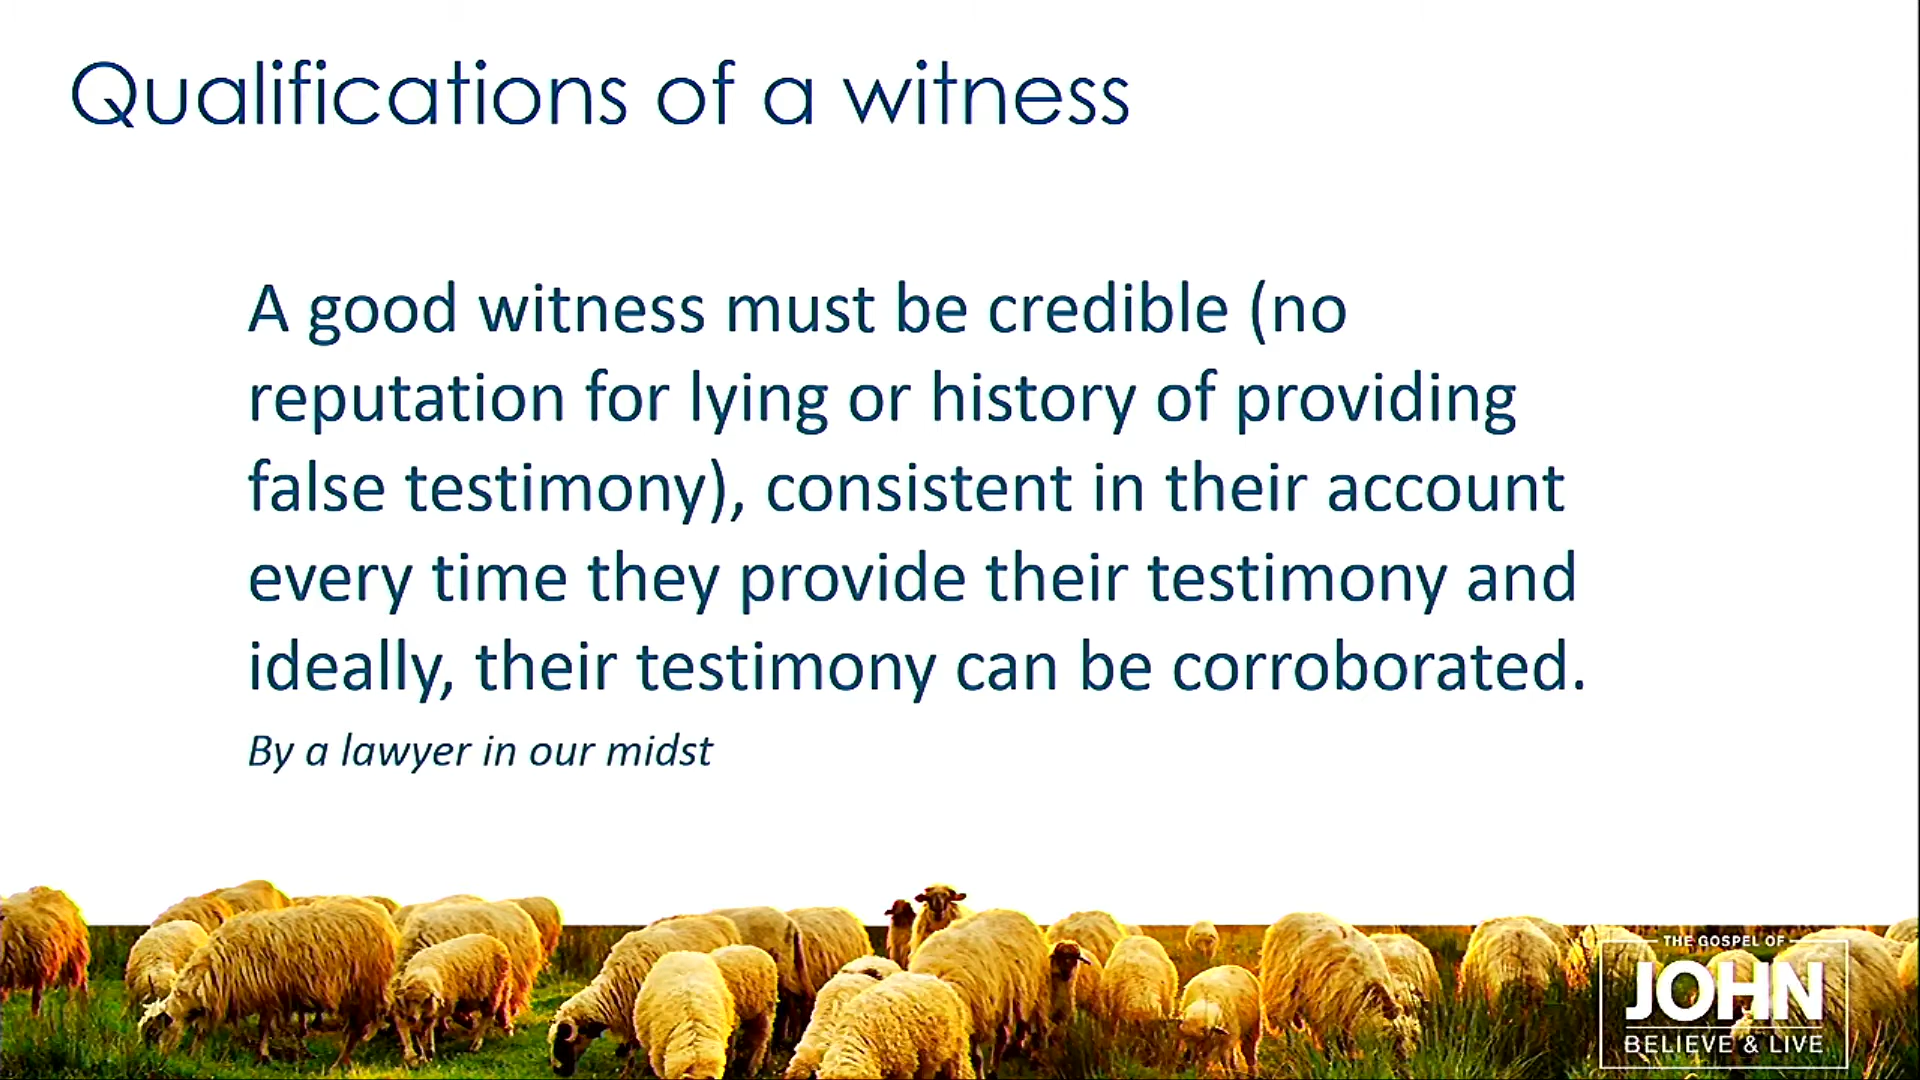 Qualifications of a witness
A good witness must be credible (no
reputation for lying or history of providing
false testimony), consistent in their account
every time they provide their testimony and
ideally, their testimony can be corroborated.
By a lawyer in our midst
THE GOSPEL OF
JOHN
BELIEVE & LIVE